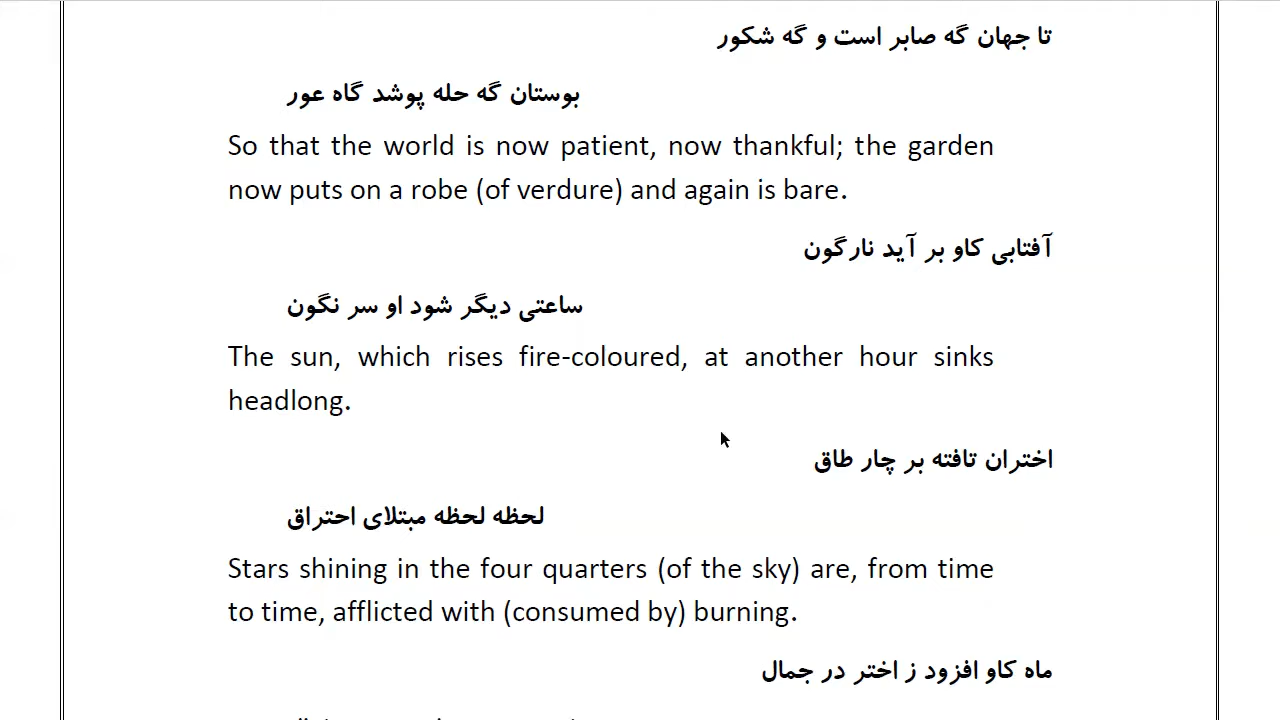 تا جهان گه صابر است و گه شکور
بوستان گه حله پوشد گاه عور
So that the world is now patient, now thankful; the garden
now puts on a robe (of verdure) and again is bare.
آفتابی کاو بر آید نارگون
ساعتی دیگر شود او سر نگون
The sun, which rises fire-coloured, at another hour sinks
headlong.
اختران تافته بر چار طاق
لحظه لحظه مبتلای احتراق
Stars shining in the four quarters (of the sky) are, from time
to time, afflicted with (consumed by) burning.
ماه کاو افزود ز اختر در جمال